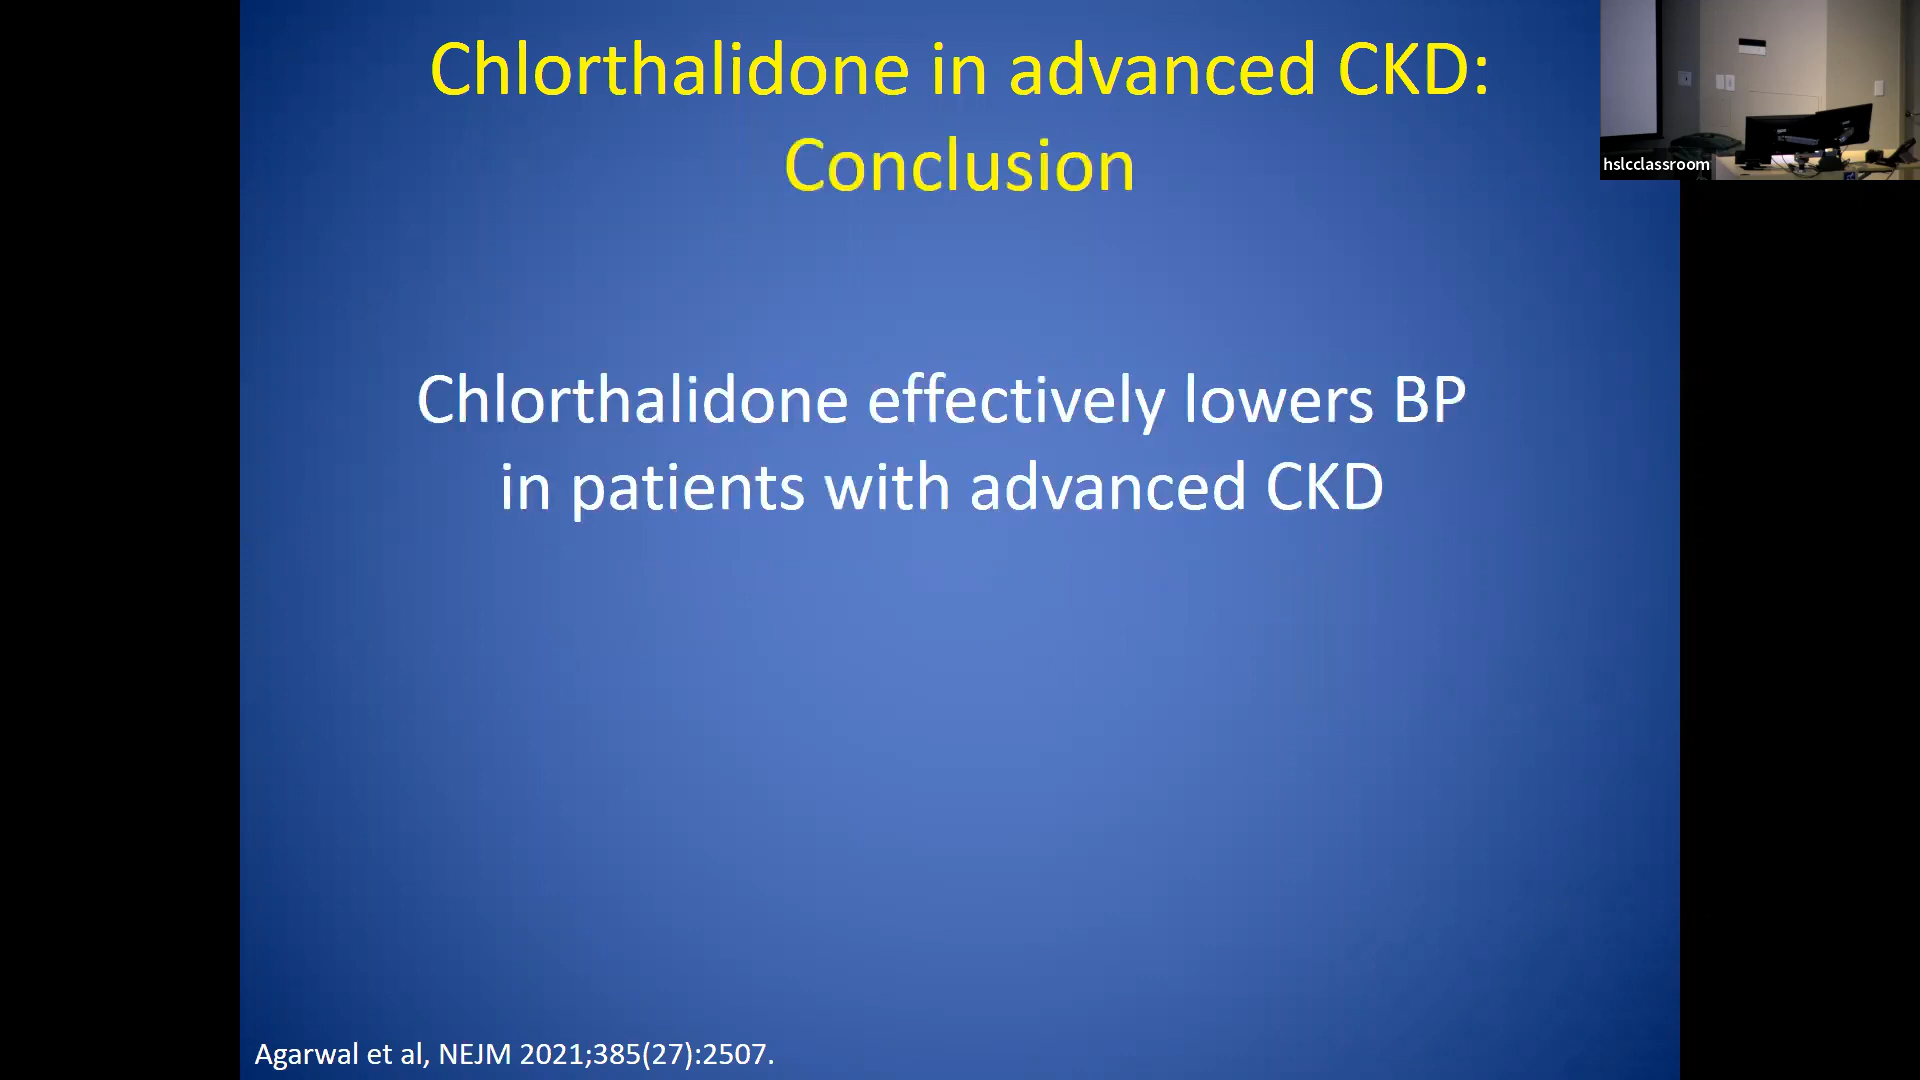 Chlorthalidone in advanced CKD:
Conclusion
hslcclassroom
Chlorthalidone effectively lowers BP
in patients with advanced CKD
Agarwal et al, NEJM 2021;385(27):2507.